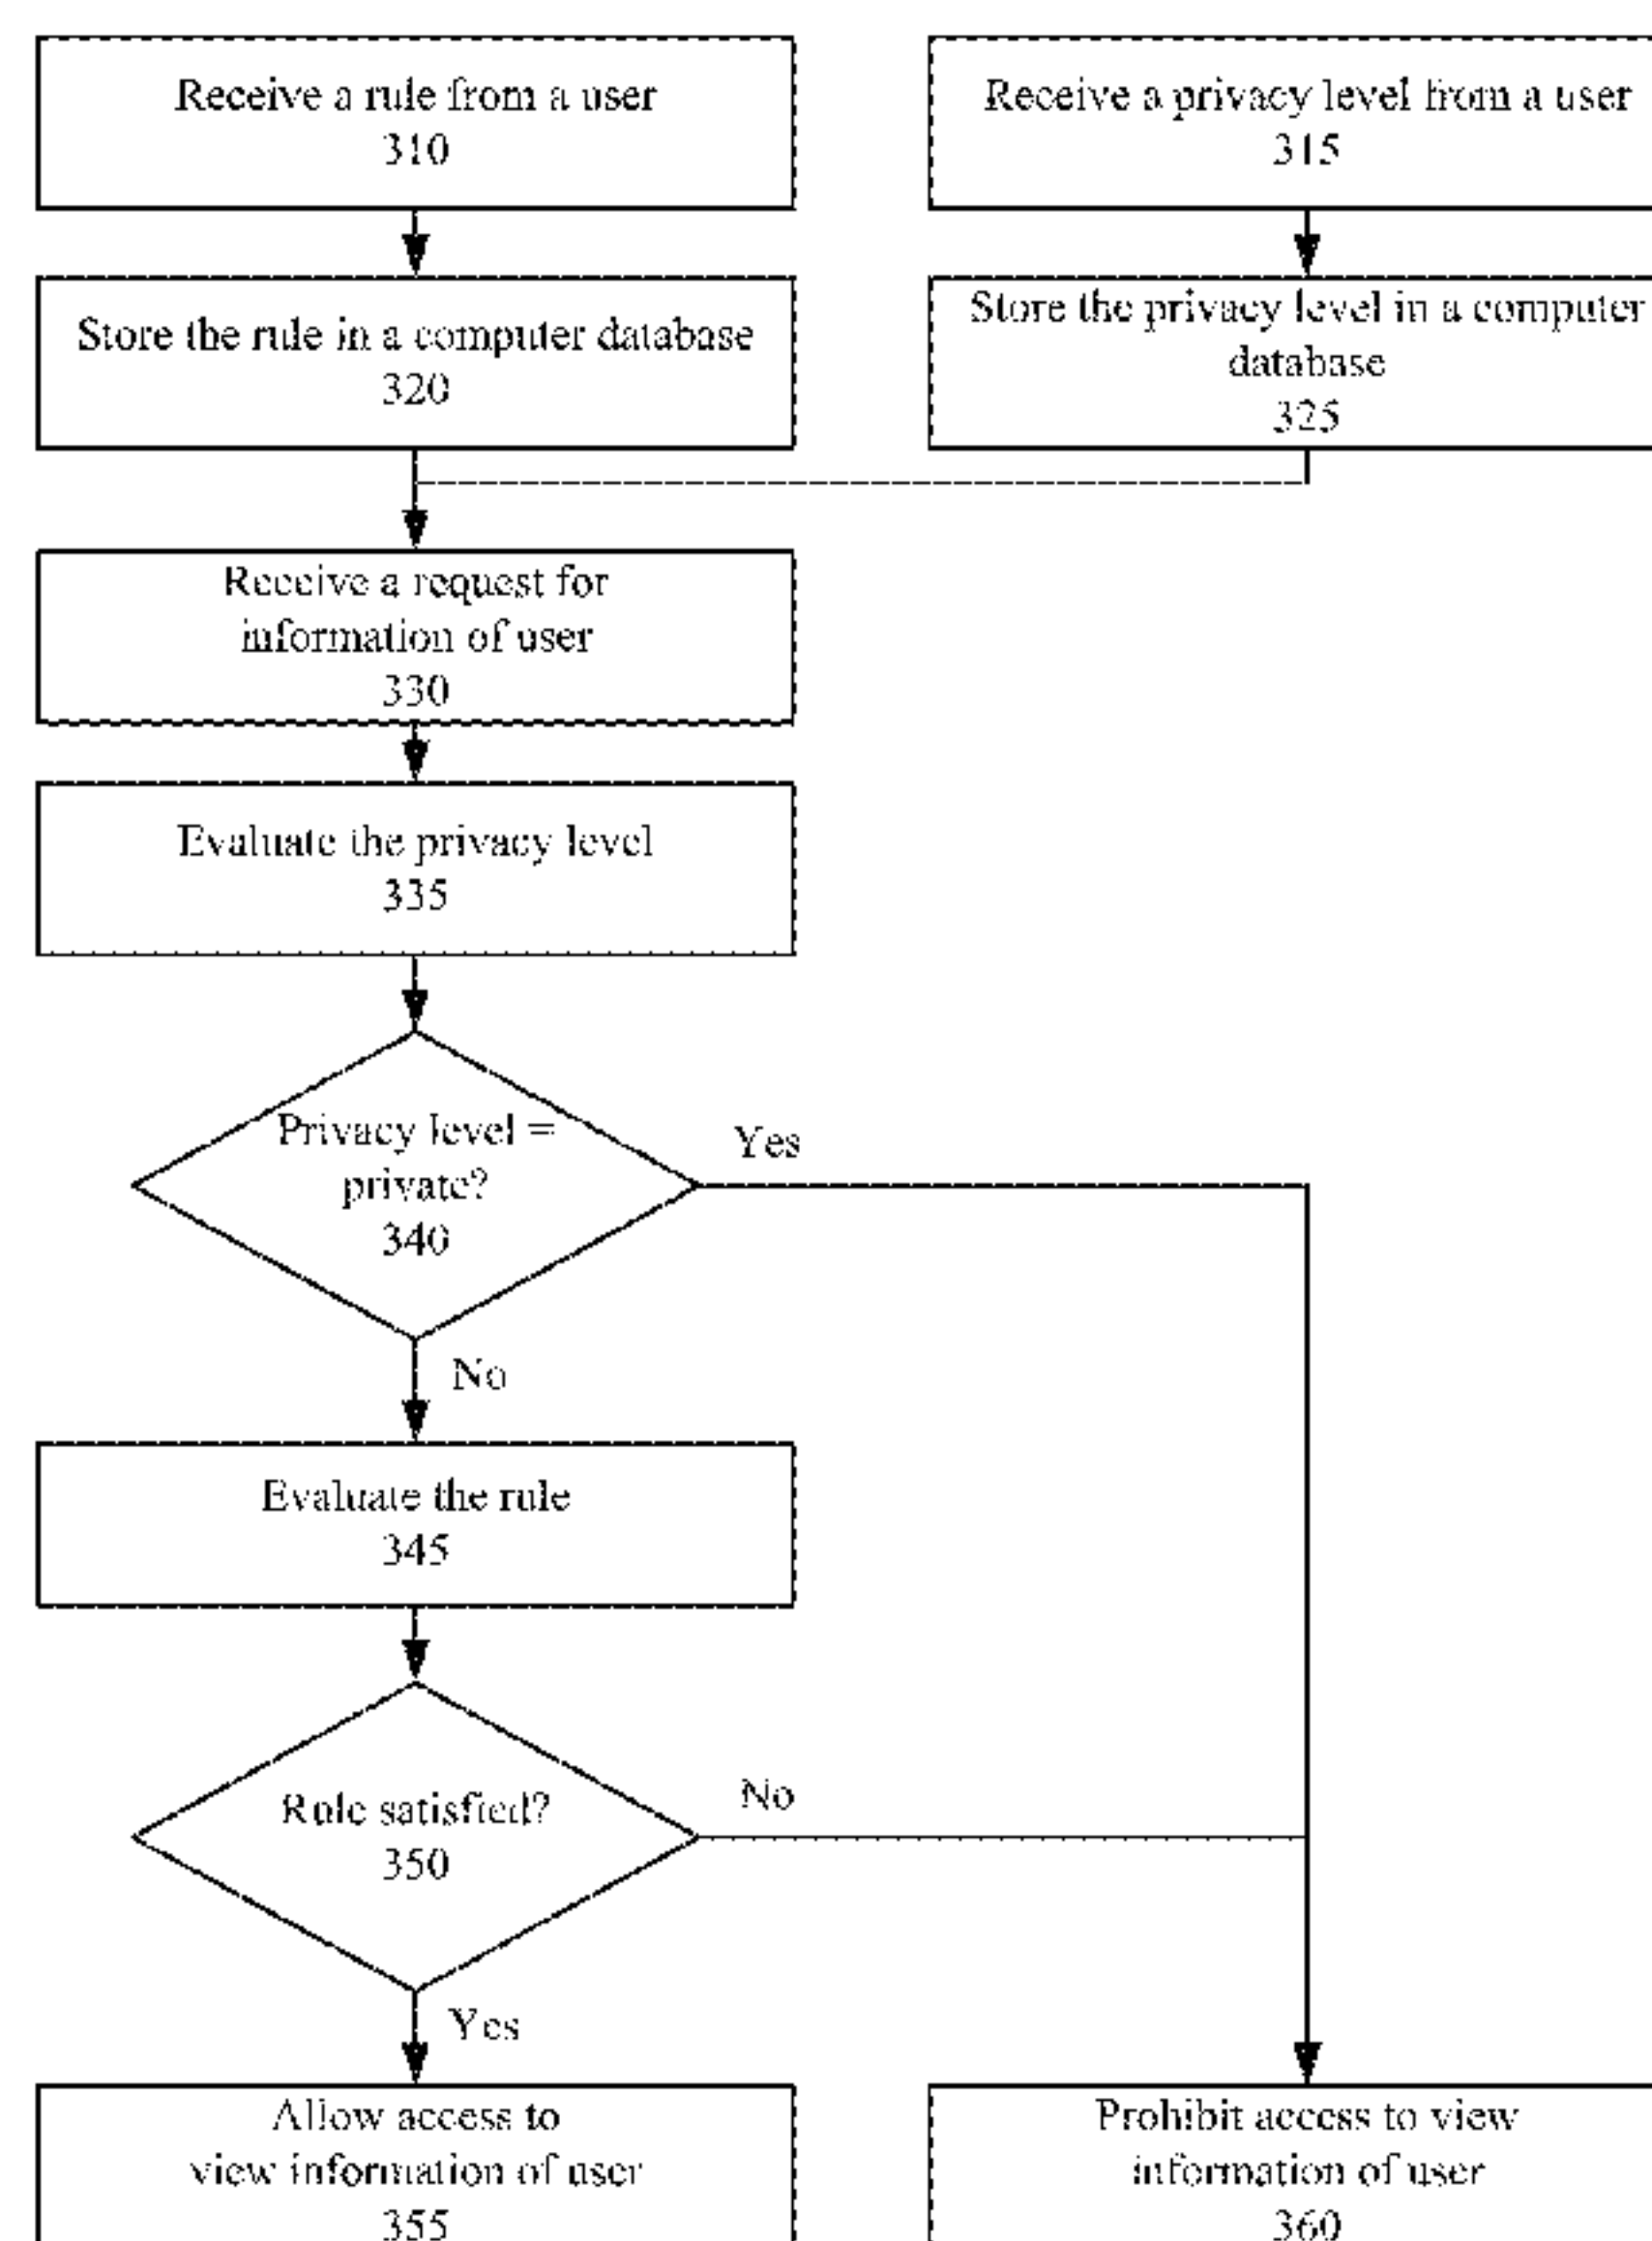 Receive a rule from a user
310
Receive a privacy level from a user
315
Store the rule in a computer database
320
Store the privacy level in a computer
database
325
Receive a request for
information of user
330
Evaluate the privacy level
335
Privacy level =
private?
340
Yes
No
Evaluate the rule
345
Rule satisfied?
350
No
Yes
Allow access to
view information of user
355
Prohibit access to view
information of user
360